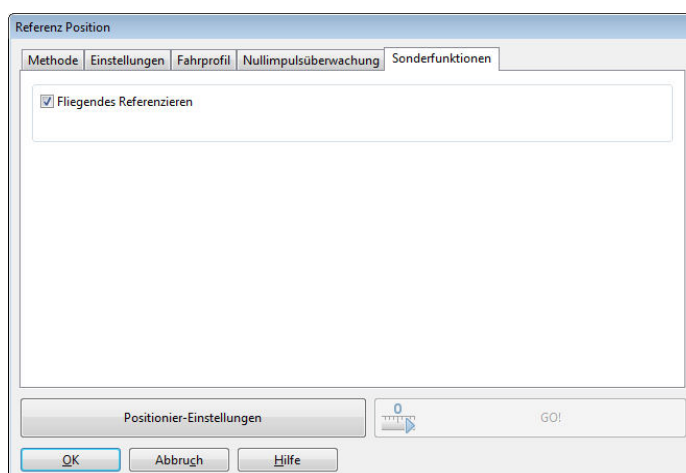 Referenz Position
Methode Einstellungen Fahrprofil Nullimpulsüberwachung Sonderfunktionen
Fliegendes Referenzieren
Positionier-Einstellungen 0 GO!
OK Abbruch Hilfe